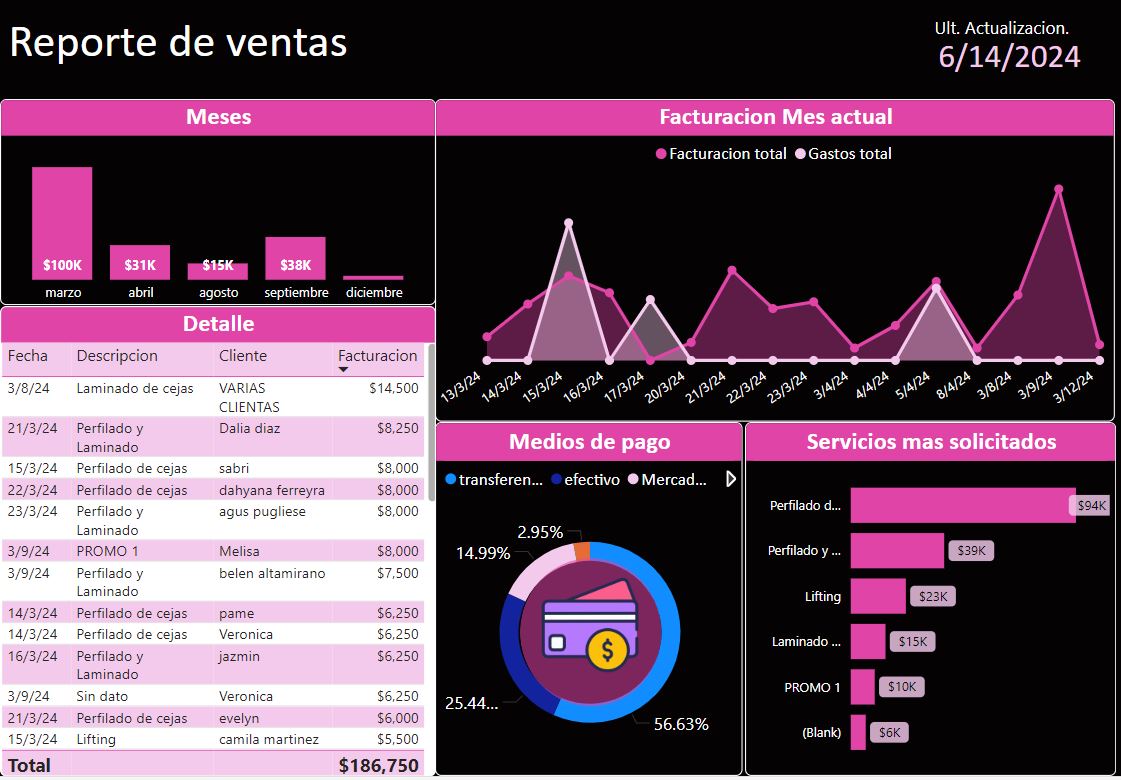 Reporte de ventas
Ult. Actualizacion.
6/14/2024
Meses
$100K $31K $15K $38K
marzo abril agosto septiembre diciembre
Facturacion Mes actual
Facturacion total Gastos total
13/3/24 14/3/24 15/3/24 16/3/24 17/3/24 20/3/24 21/3/24 22/3/24 23/3/24 3/4/24 4/4/24 5/4/24 8/4/24 3/8/24 3/9/24 3/12/24
Detalle
Fecha Descripcion Cliente Facturacion
3/8/24 Laminado de cejas VARIAS $14,500
CLIENTAS
21/3/24 Perfilado y Dalia diaz $8,250
Laminado
15/3/24 Perfilado de cejas sabri $8,000
22/3/24 Perfilado de cejas dahyana ferreyra $8,000
23/3/24 Perfilado y agus pugliese $8,000
Laminado
3/9/24 PROMO 1 Melisa $8,000
3/9/24 Perfilado y belen altamirano $7,500
Laminado
14/3/24 Perfilado de cejas pame $6,250
14/3/24 Perfilado de cejas Veronica $6,250
16/3/24 Perfilado y jazmin $6,250
Laminado
3/9/24 Sin dato Veronica $6,250
21/3/24 Perfilado de cejas evelyn $6,000
15/3/24 Lifting camila martinez $5,500
Total $186,750
Medios de pago
transferen... efectivo Mercad...
2.95%
14.99%
25.44...
56.63%
$
Servicios mas solicitados
Perfilado d... $94K
Perfilado y ... $39K
Lifting $23K
Laminado ... $15K
PROMO 1 $10K
(Blank) $6K